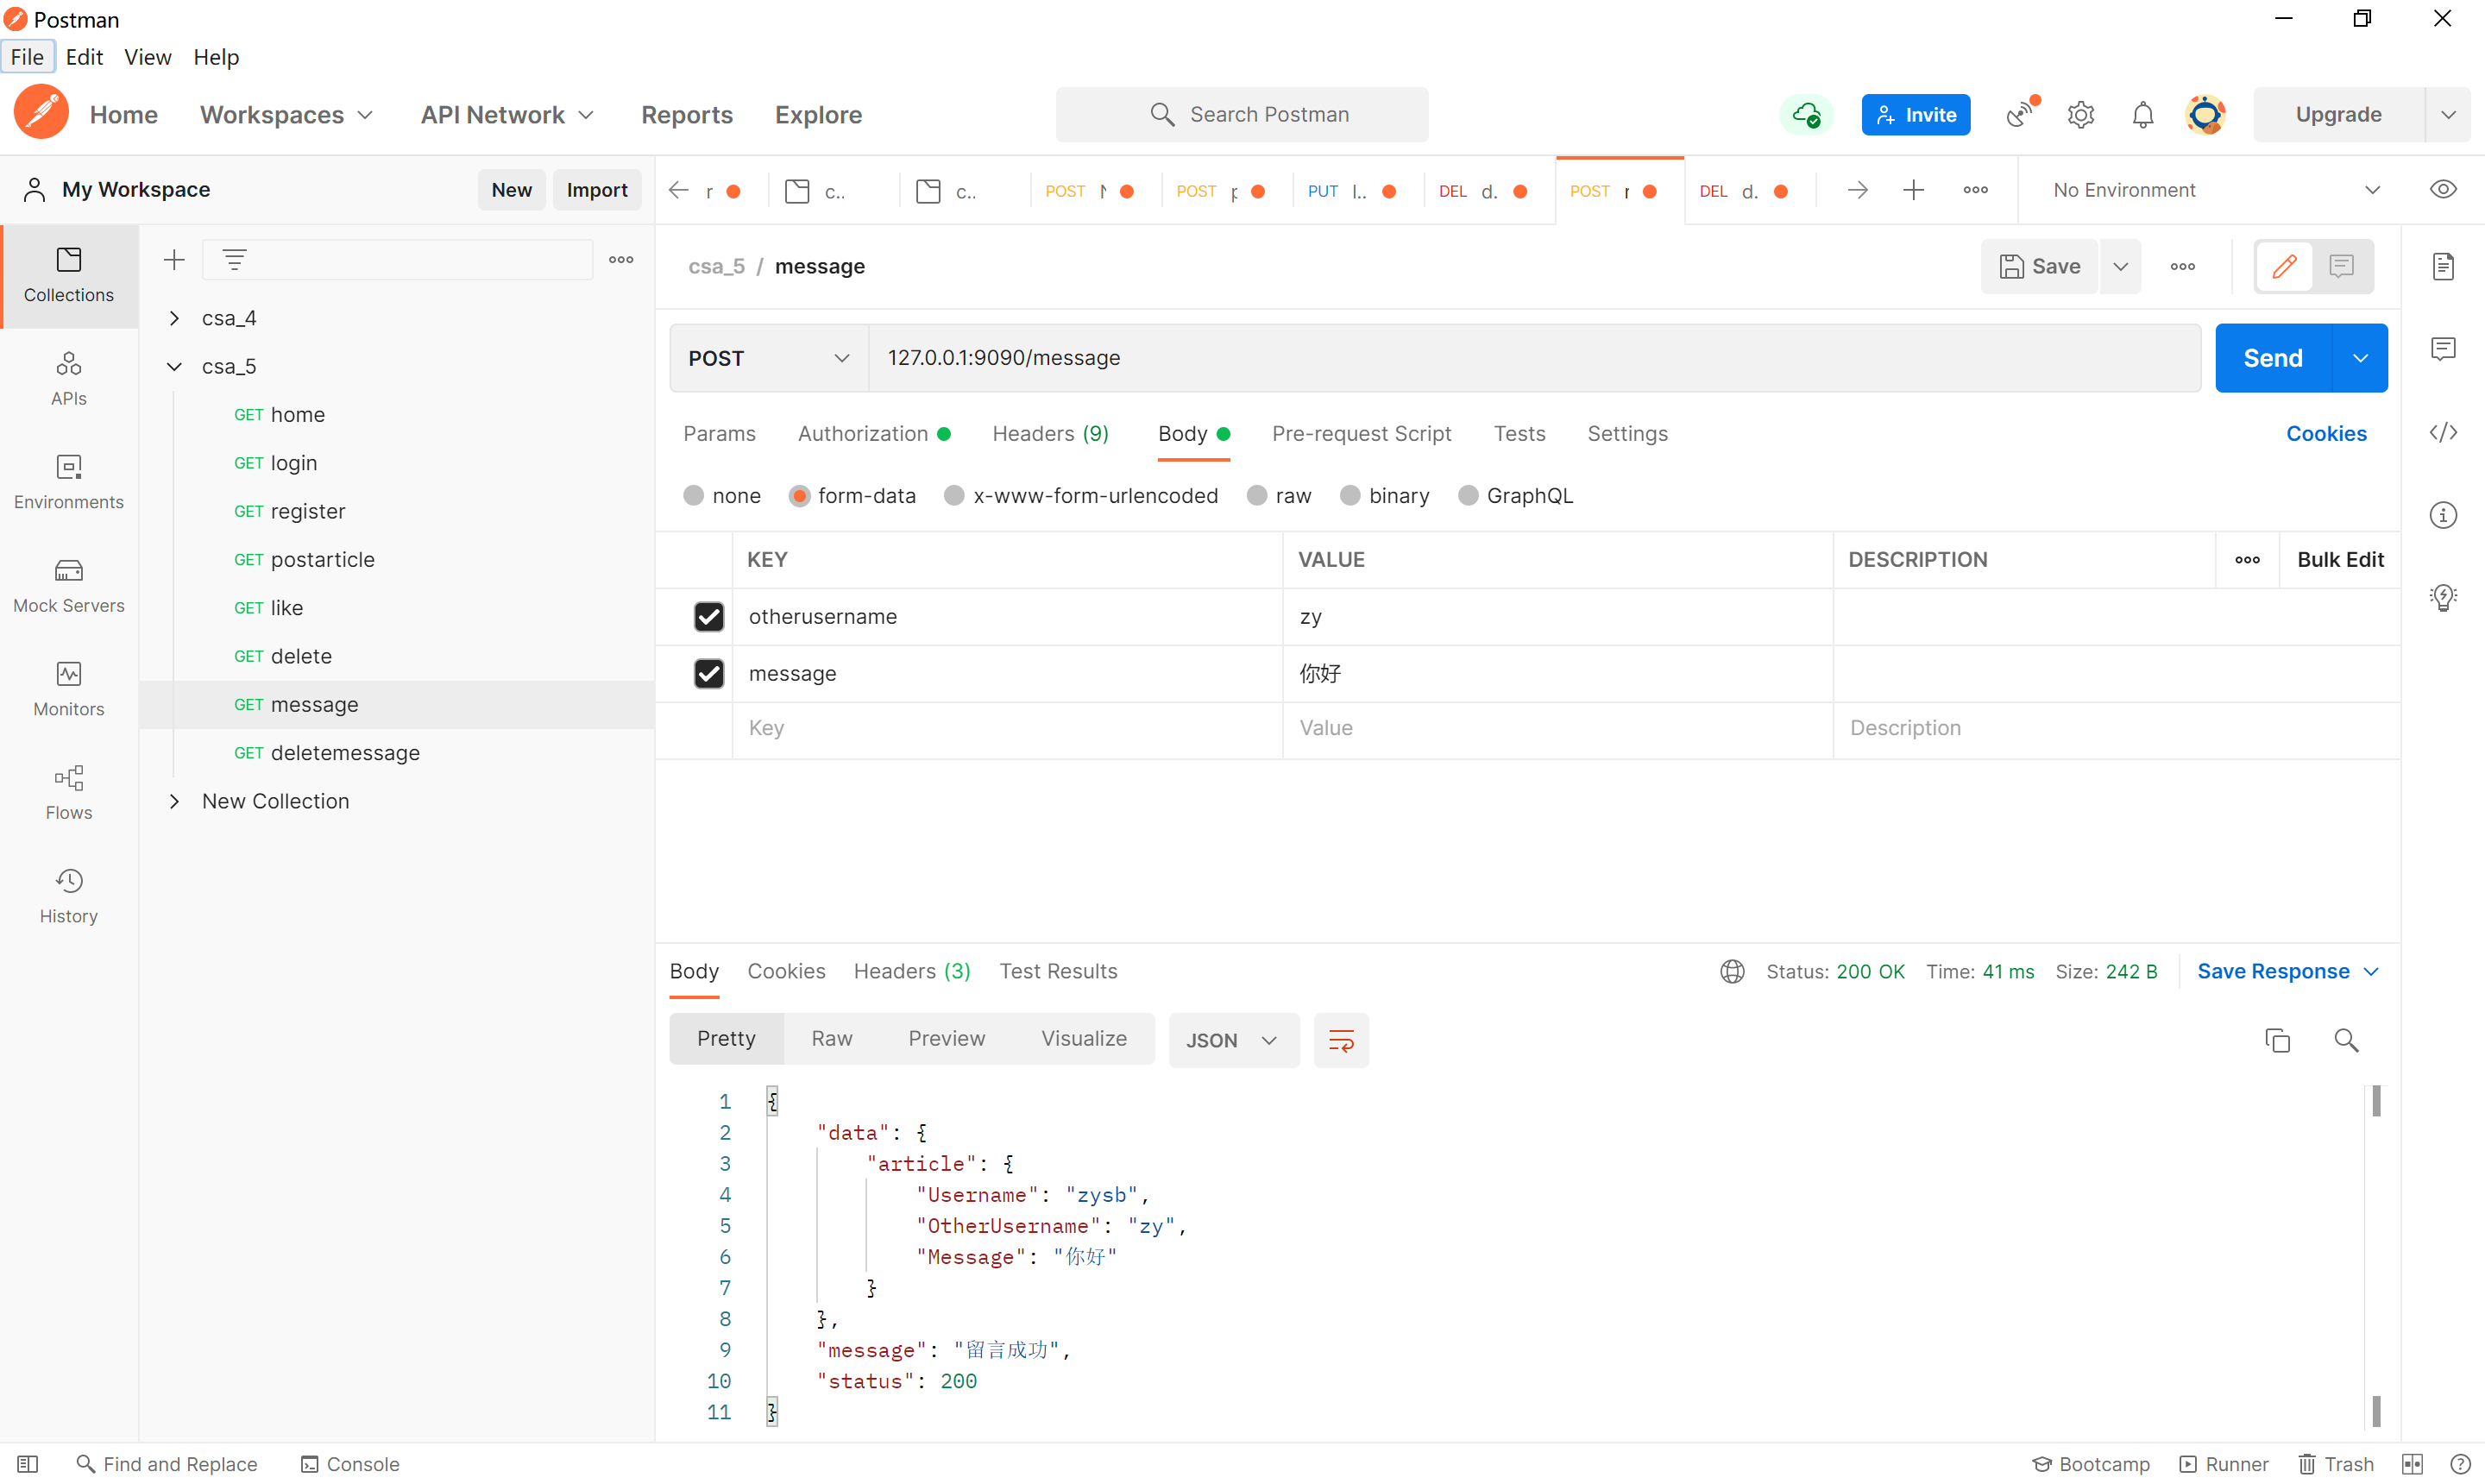 Postman
File Edit View Help
Home Workspaces API Network Reports Explore Search Postman Invite Upgrade
My Workspace New Import
c.. c.. POST POST PUT l.. DEL d. POST DEL d. No Environment
Collections
APIs
Environments
Mock Servers
Monitors
Flows
History
csa_4
csa_5
GET home
GET login
GET register
GET postarticle
GET like
GET delete
GET message
GET deletemessage
New Collection
csa_5 / message Save
POST 127.0.0.1:9090/message Send
Params Authorization Headers (9) Body Pre-request Script Tests Settings Cookies
none form-data x-www-form-urlencoded raw binary GraphQL
KEY VALUE DESCRIPTION Bulk Edit
otherusername zy
message 你好
Key Value Description
Body Cookies Headers (3) Test Results Status: 200 OK Time: 41 ms Size: 242 B Save Response
Pretty Raw Preview Visualize JSON
1 {
2 "data": {
3 "article": {
4 "Username": "zysb",
5 "OtherUsername": "zy",
6 "Message": "你好"
7 }
8 },
9 "message": "留言成功",
10 "status": 200
11 }
Find and Replace Console Bootcamp Runner Trash